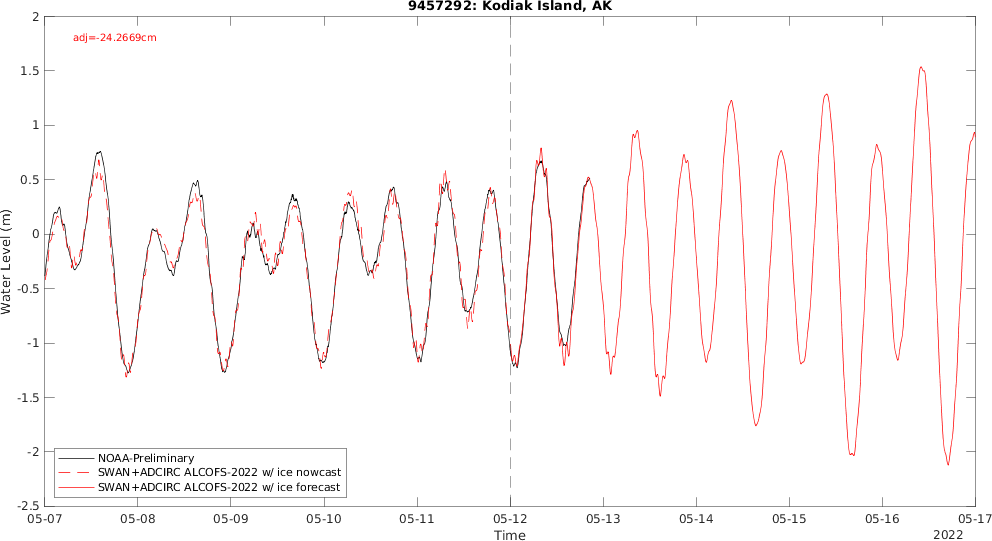 9457292: Kodiak Island, AK
adj=-24.2669cm
Water Level (m)
2
1.5
1
0.5
0
-0.5
-1
-1.5
-2
-2.5
NOAA-Preliminary
SWAN+ADCIRC ALCOFS-2022 w/ ice nowcast
SWAN+ADCIRC ALCOFS-2022 w/ ice forecast
05-07 05-08 05-09 05-10 05-11 05-12 05-13 05-14 05-15 05-16 05-17
Time
2022